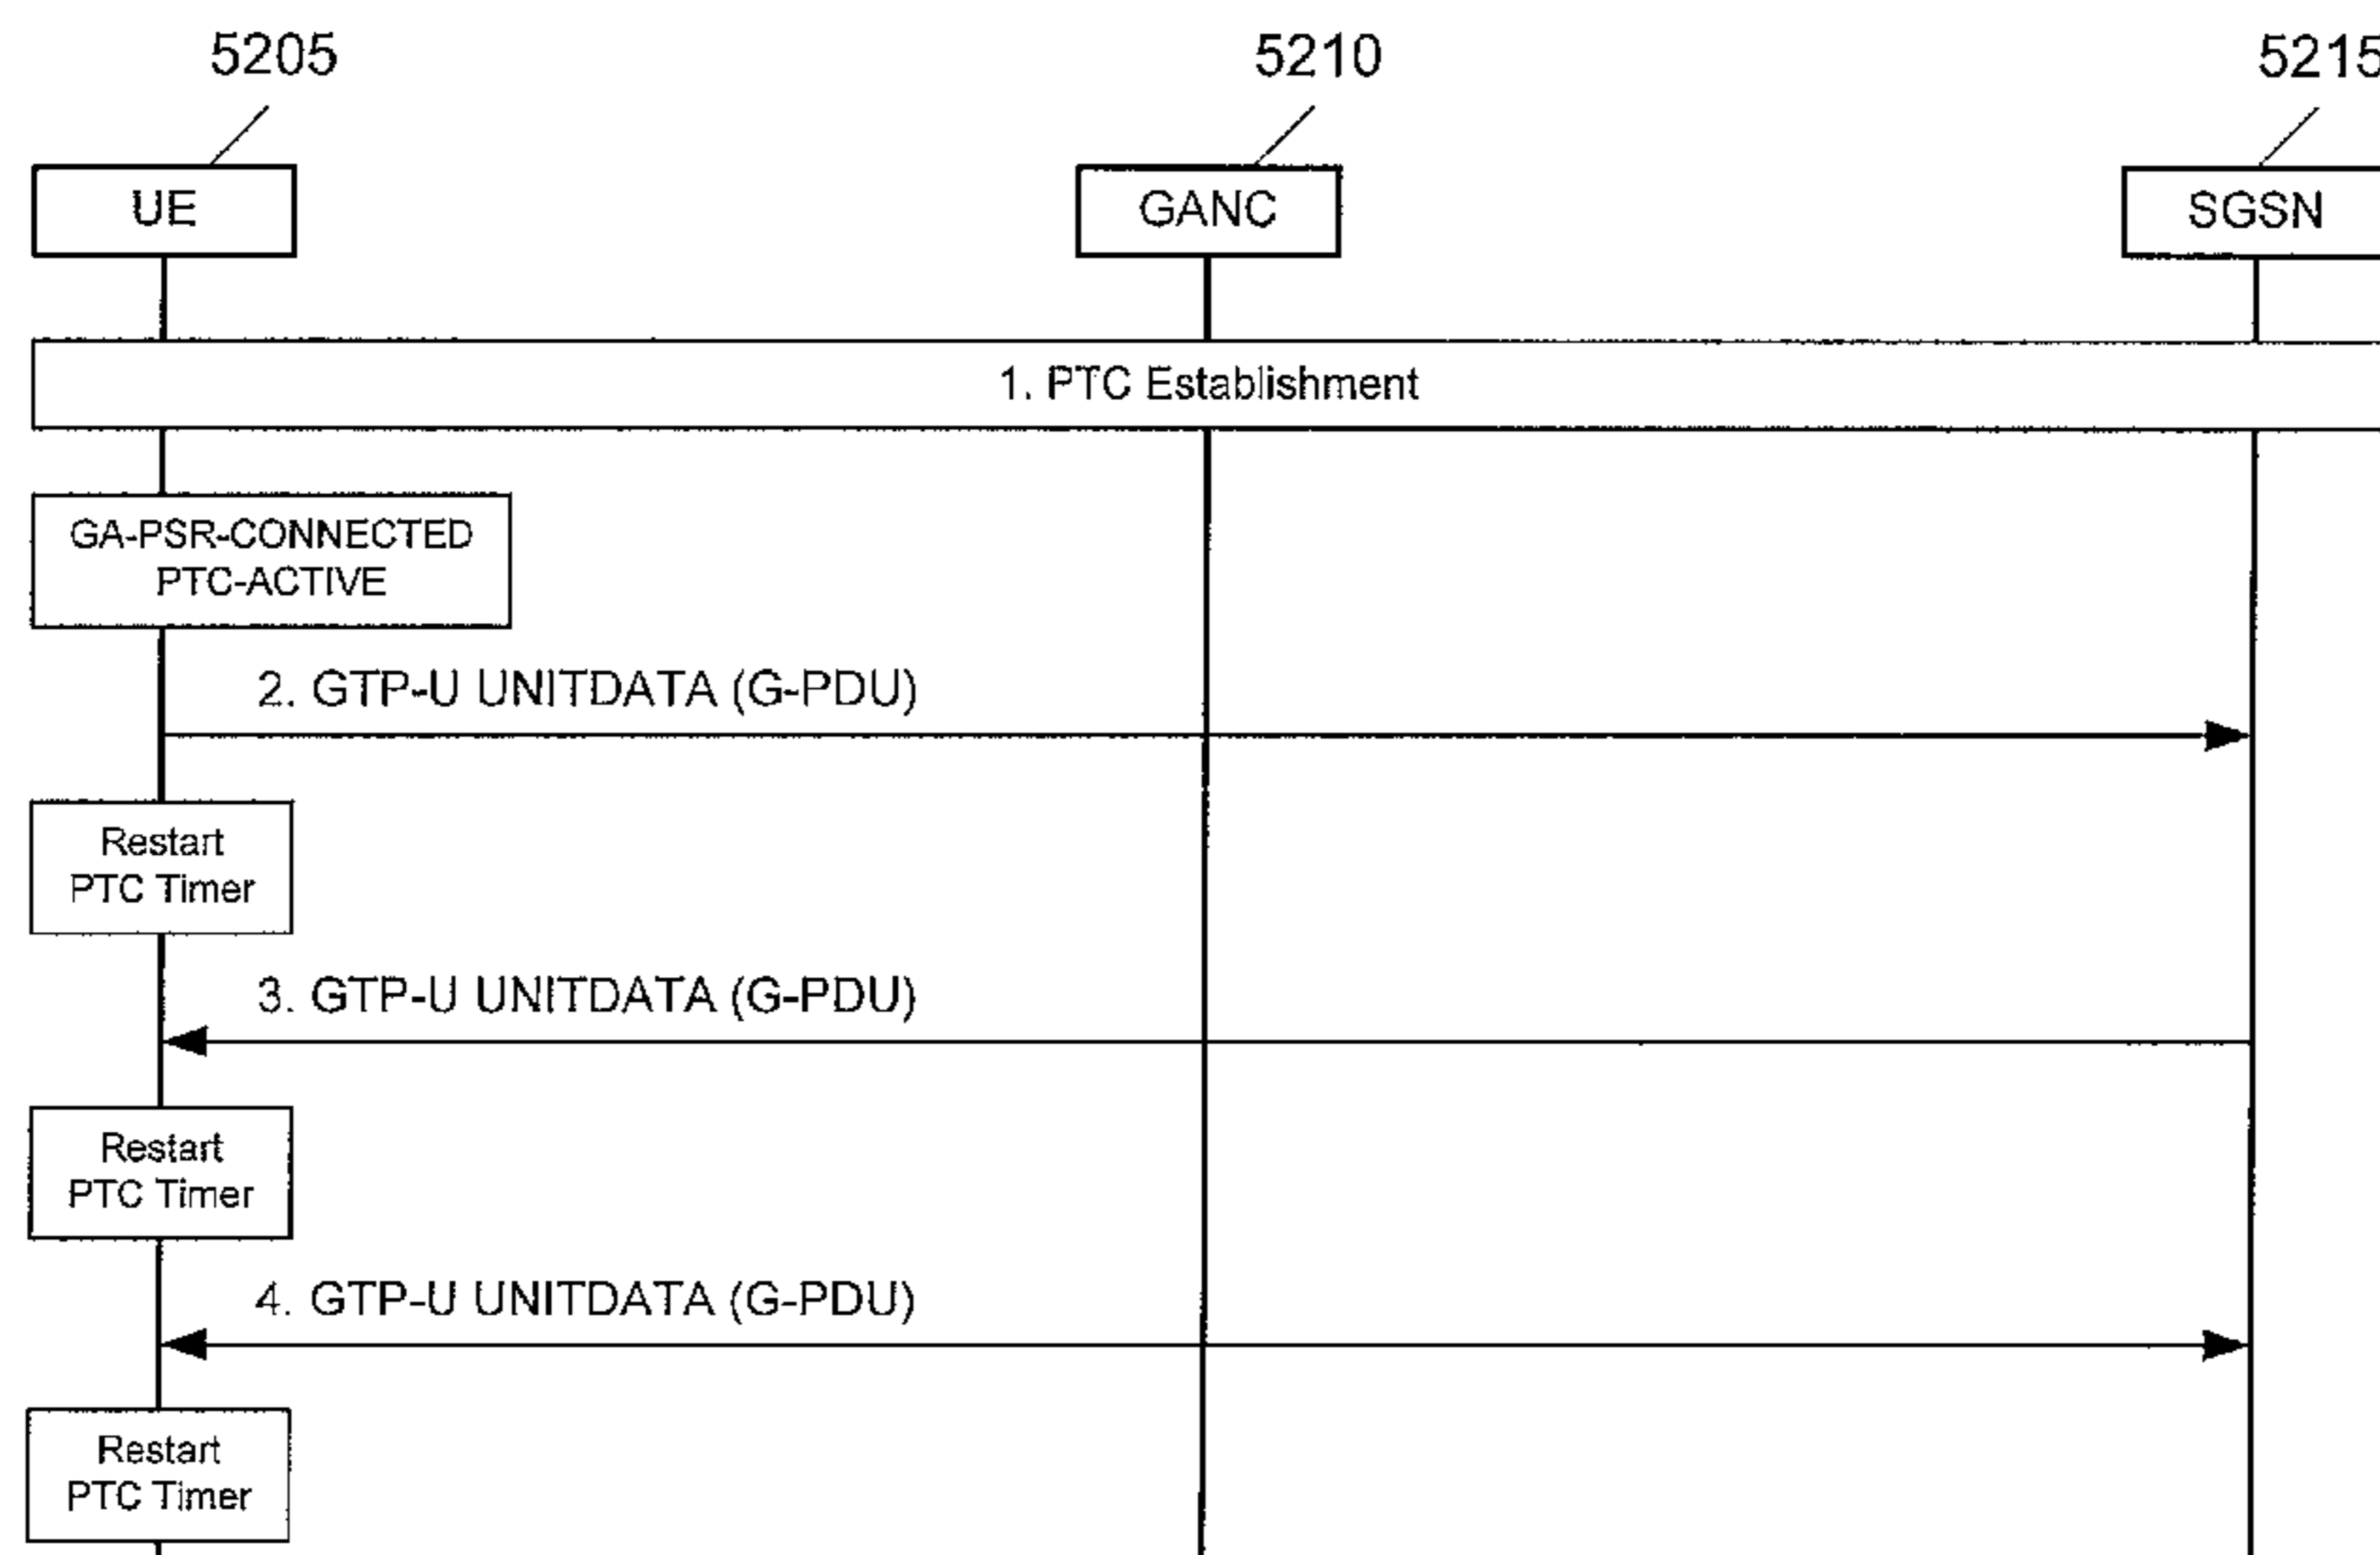 5205
5210
5215
UE
GANC
SGSN
1. PTC Establishment
GA-PSR-CONNECTED
PTC-ACTIVE
2. GTP-U UNITDATA (G-PDU)
Restart
PTC Timer
3. GTP-U UNITDATA (G-PDU)
Restart
PTC Timer
4. GTP-U UNITDATA (G-PDU)
Restart
PTC Timer